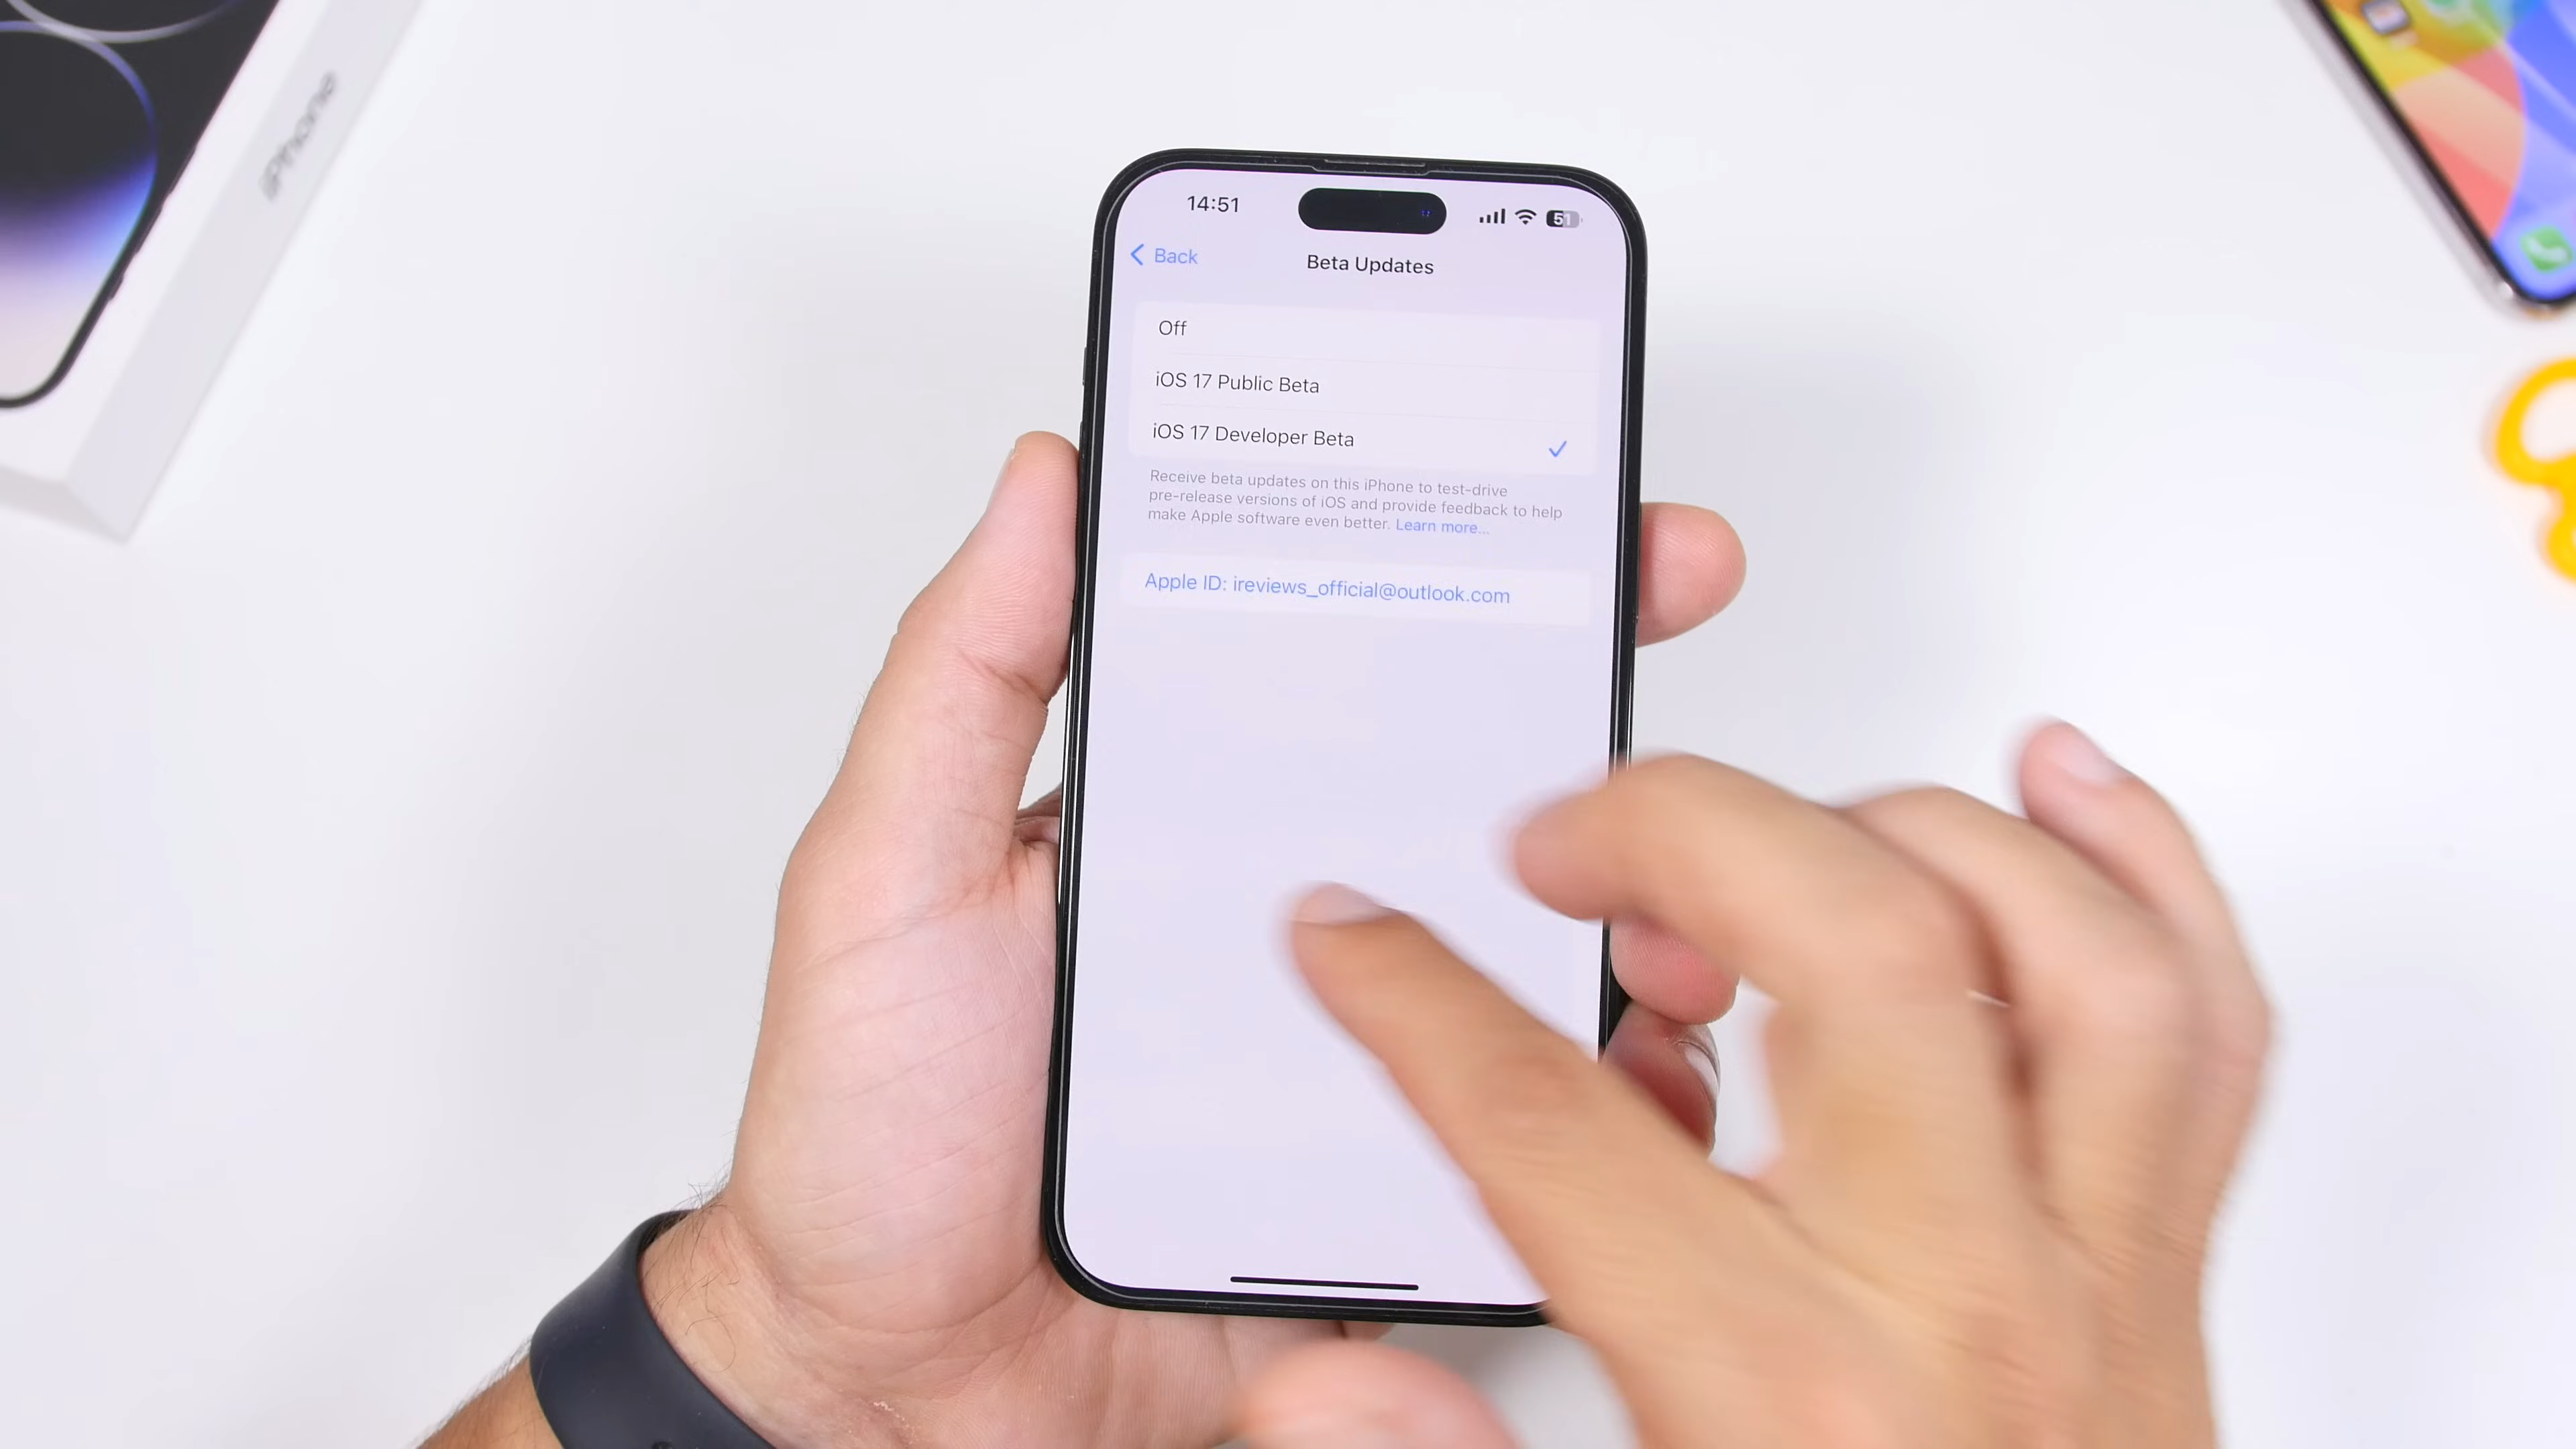 iPhone
14:51
51
Back
Beta Updates
Off
iOS 17 Public Beta
iOS 17 Developer Beta
Receive beta updates on this iPhone to test-drive
pre-release versions of iOS and provide feedback to help
make Apple software even better. Learn more...
Apple ID: ireviews_official@outlook.com